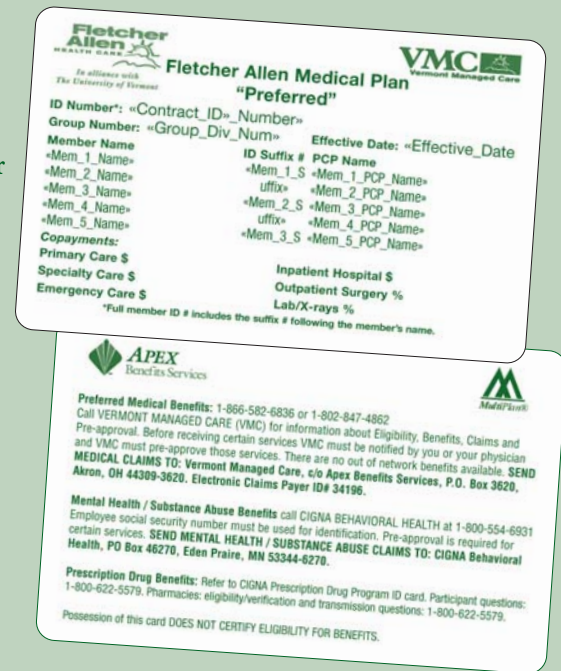 r
Fletcher
Allen
HEALTH CARE
In alliance with
The University of Vermont
VMC
Vermont Managed Care
Fletcher Allen Medical Plan
“Preferred”
ID Number*: «Contract_ID»_Number»
Group Number: «Group_Div_Num»
Effective Date: «Effective_Date
Member Name
ID Suffix # PCP Name
«Mem_1_Name»
«Mem_1_S «Mem_1_PCP_Name»
«Mem_2_Name»
uffix» «Mem_2_PCP_Name»
«Mem_3_Name»
«Mem_2_S «Mem_3_PCP_Name»
«Mem_4_Name»
uffix» «Mem_4_PCP_Name»
«Mem_5_Name»
«Mem_3_S «Mem_5_PCP_Name»
Copayments:
Primary Care $
Specialty Care $
Emergency Care $
Inpatient Hospital $
Outpatient Surgery %
Lab/X-rays %
*Full member ID # includes the suffix # following the member's name.
APEX
Benefits Services
MultiPlan®
Preferred Medical Benefits: 1-866-582-6836 or 1-802-847-4862
Call VERMONT MANAGED CARE (VMC) for information about Eligibility, Benefits, Claims and
Pre-approval. Before receiving certain services VMC must be notified by you or your physician
and VMC must pre-approve those services. There are no out of network benefits available. SEND
MEDICAL CLAIMS TO: Vermont Managed Care, c/o Apex Benefits Services, P.O. Box 3620,
Akron, OH 44309-3620. Electronic Claims Payer ID# 34196.
Mental Health / Substance Abuse Benefits call CIGNA BEHAVIORAL HEALTH at 1-800-554-6931
Employee social security number must be used for identification. Pre-approval is required for
certain services. SEND MENTAL HEALTH / SUBSTANCE ABUSE CLAIMS TO: CIGNA Behavioral
Health, PO Box 46270, Eden Praire, MN 53344-6270.
Prescription Drug Benefits: Refer to CIGNA Prescription Drug Program ID card. Participant questions:
1-800-622-5579. Pharmacies: eligibility/verification and transmission questions: 1-800-622-5579.
Possession of this card DOES NOT CERTIFY ELIGIBILITY FOR BENEFITS.